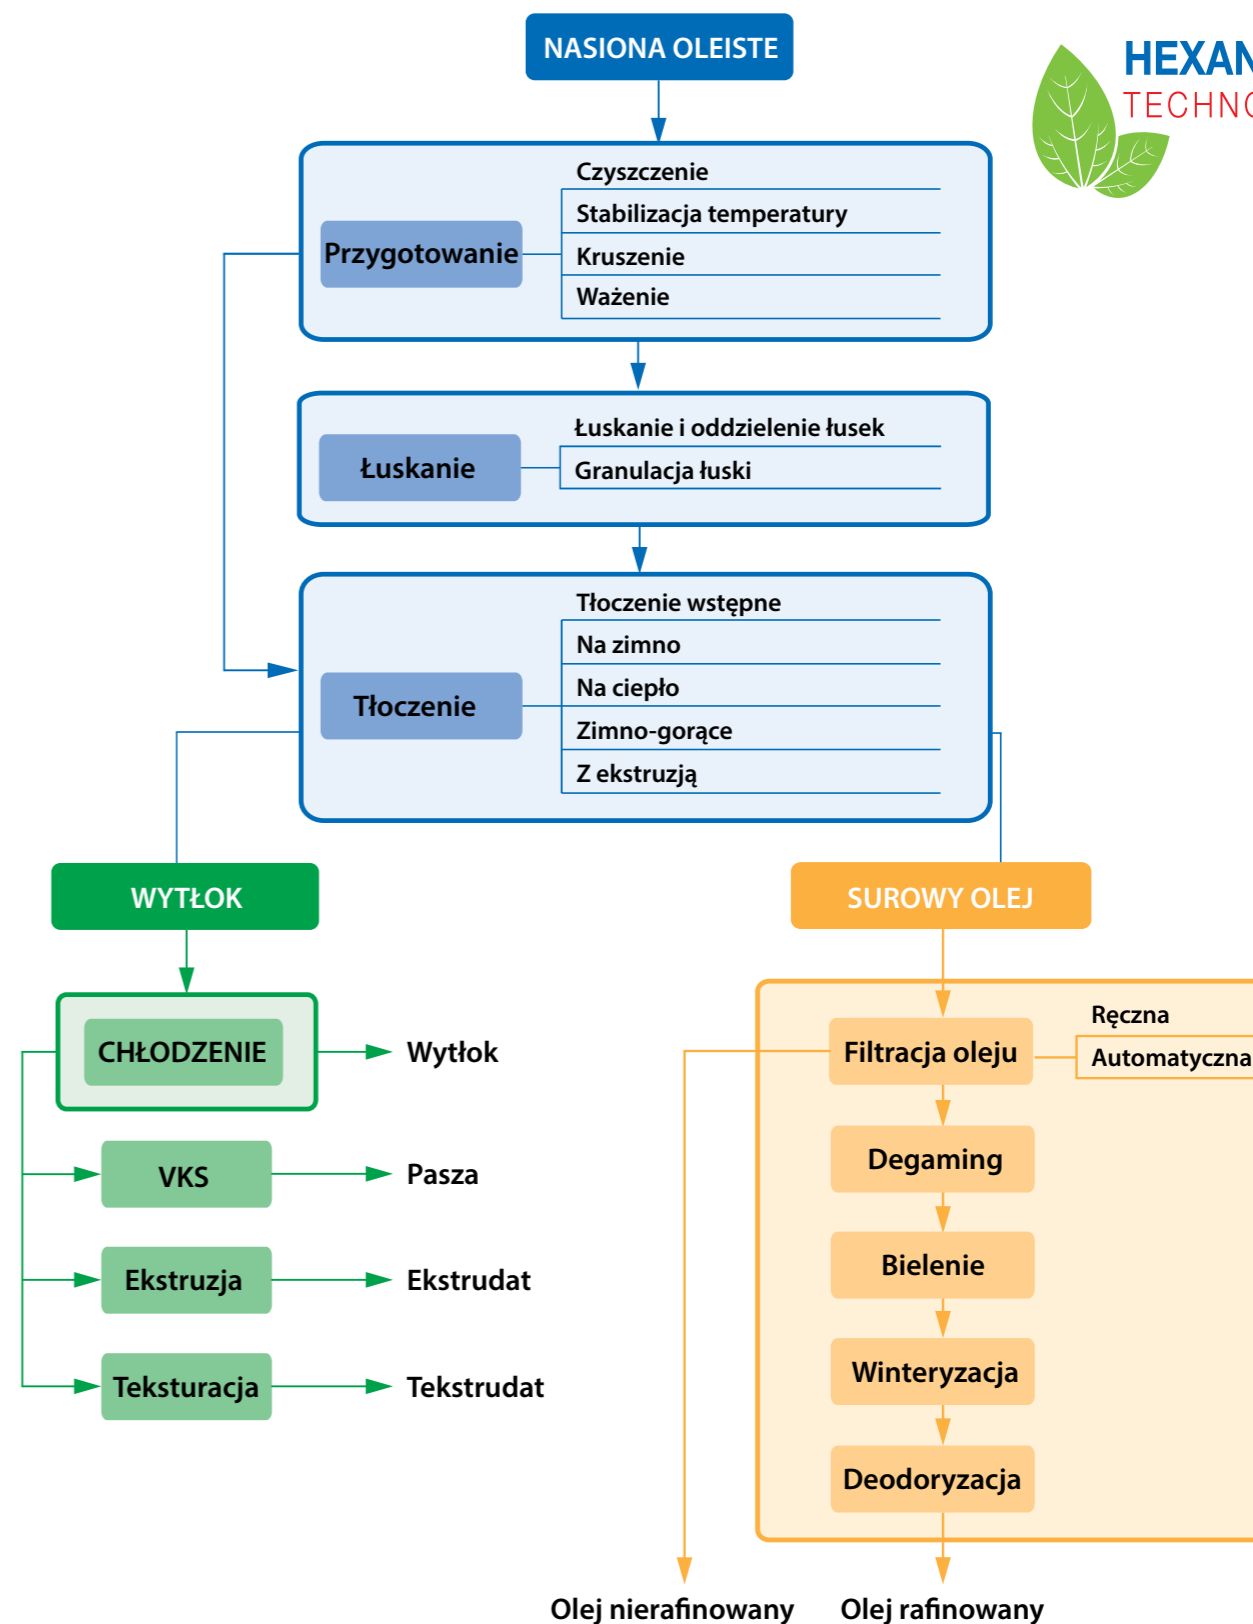 NASIONA OLEISTE
HEXAN
TECHNO
Przygotowanie
Czyszczenie
Stabilizacja temperatury
Kruszenie
Ważenie
Łuskanie
Łuskanie i oddzielenie łusek
Granulacja łuski
Tłoczenie
Tłoczenie wstępne
Na zimno
Na ciepło
Zimno-gorące
Z ekstruzją
WYTŁOK
CHŁODZENIE
Wytłok
VKS
Pasza
Ekstruzja
Ekstrudat
Teksturacja
Tekstrudat
SUROWY OLEJ
Filtracja oleju
Ręczna
Automatyczna
Degaming
Bielenie
Winteryzacja
Deodoryzacja
Olej nierafinowany
Olej rafinowany